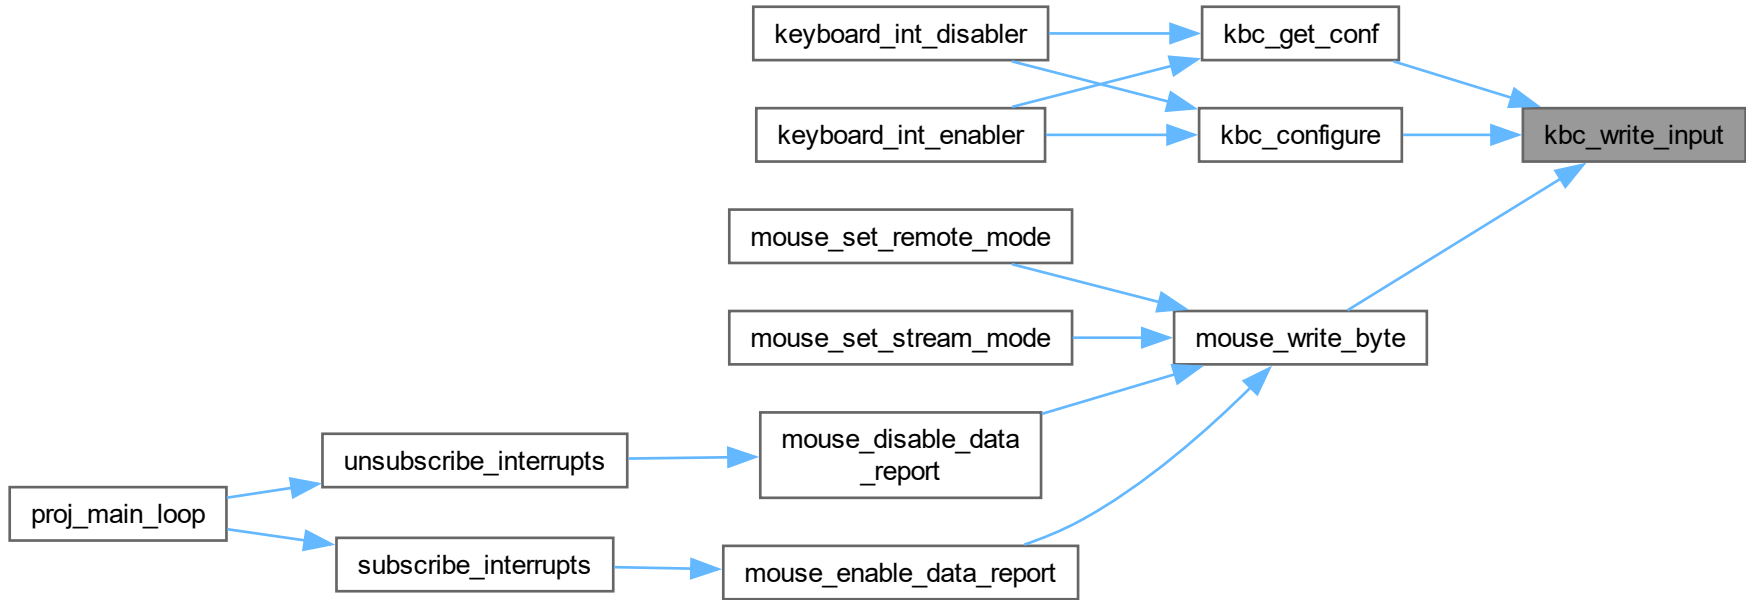 keyboard_int_disabler
kbc_get_conf
keyboard_int_enabler
kbc_configure
kbc_write_input
mouse_set_remote_mode
mouse_set_stream_mode
mouse_write_byte
mouse_disable_data
_report
unsubscribe_interrupts
proj_main_loop
subscribe_interrupts
mouse_enable_data_report